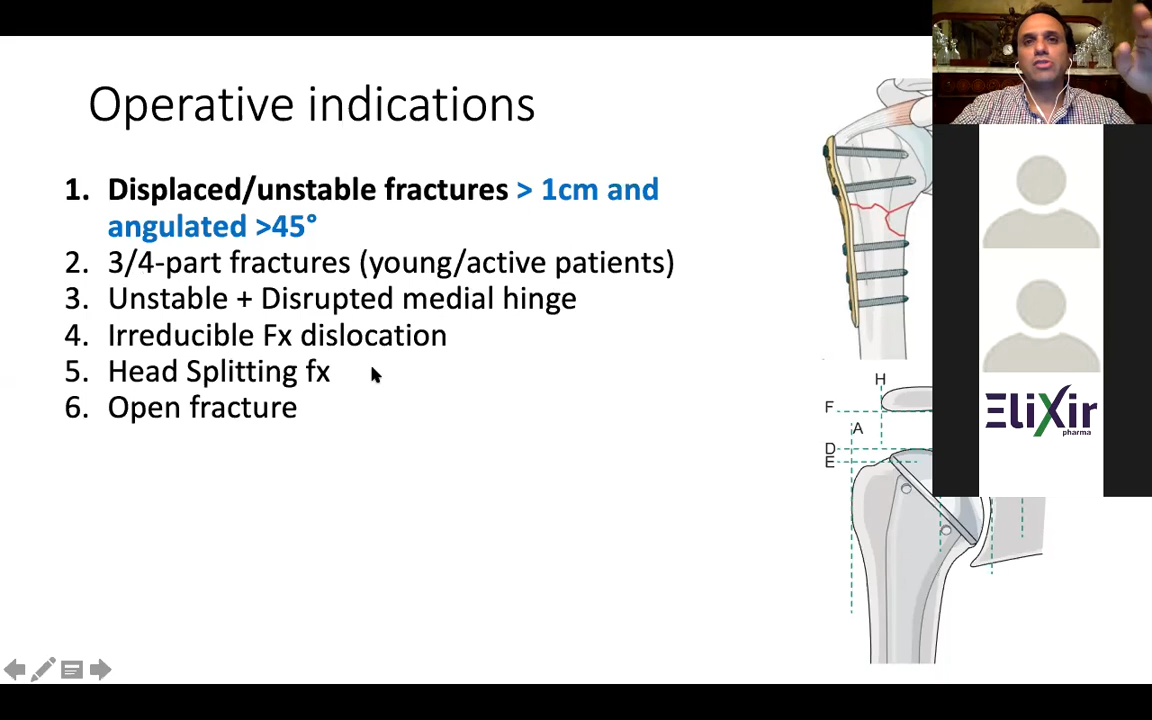 Operative indications
1. Displaced/unstable fractures > 1cm and
angulated >45°
2. 3/4-part fractures (young/active patients)
3. Unstable + Disrupted medial hinge
4. Irreducible Fx dislocation
5. Head Splitting fx
6. Open fracture
H
F
A
D
E
EliXir
pharma